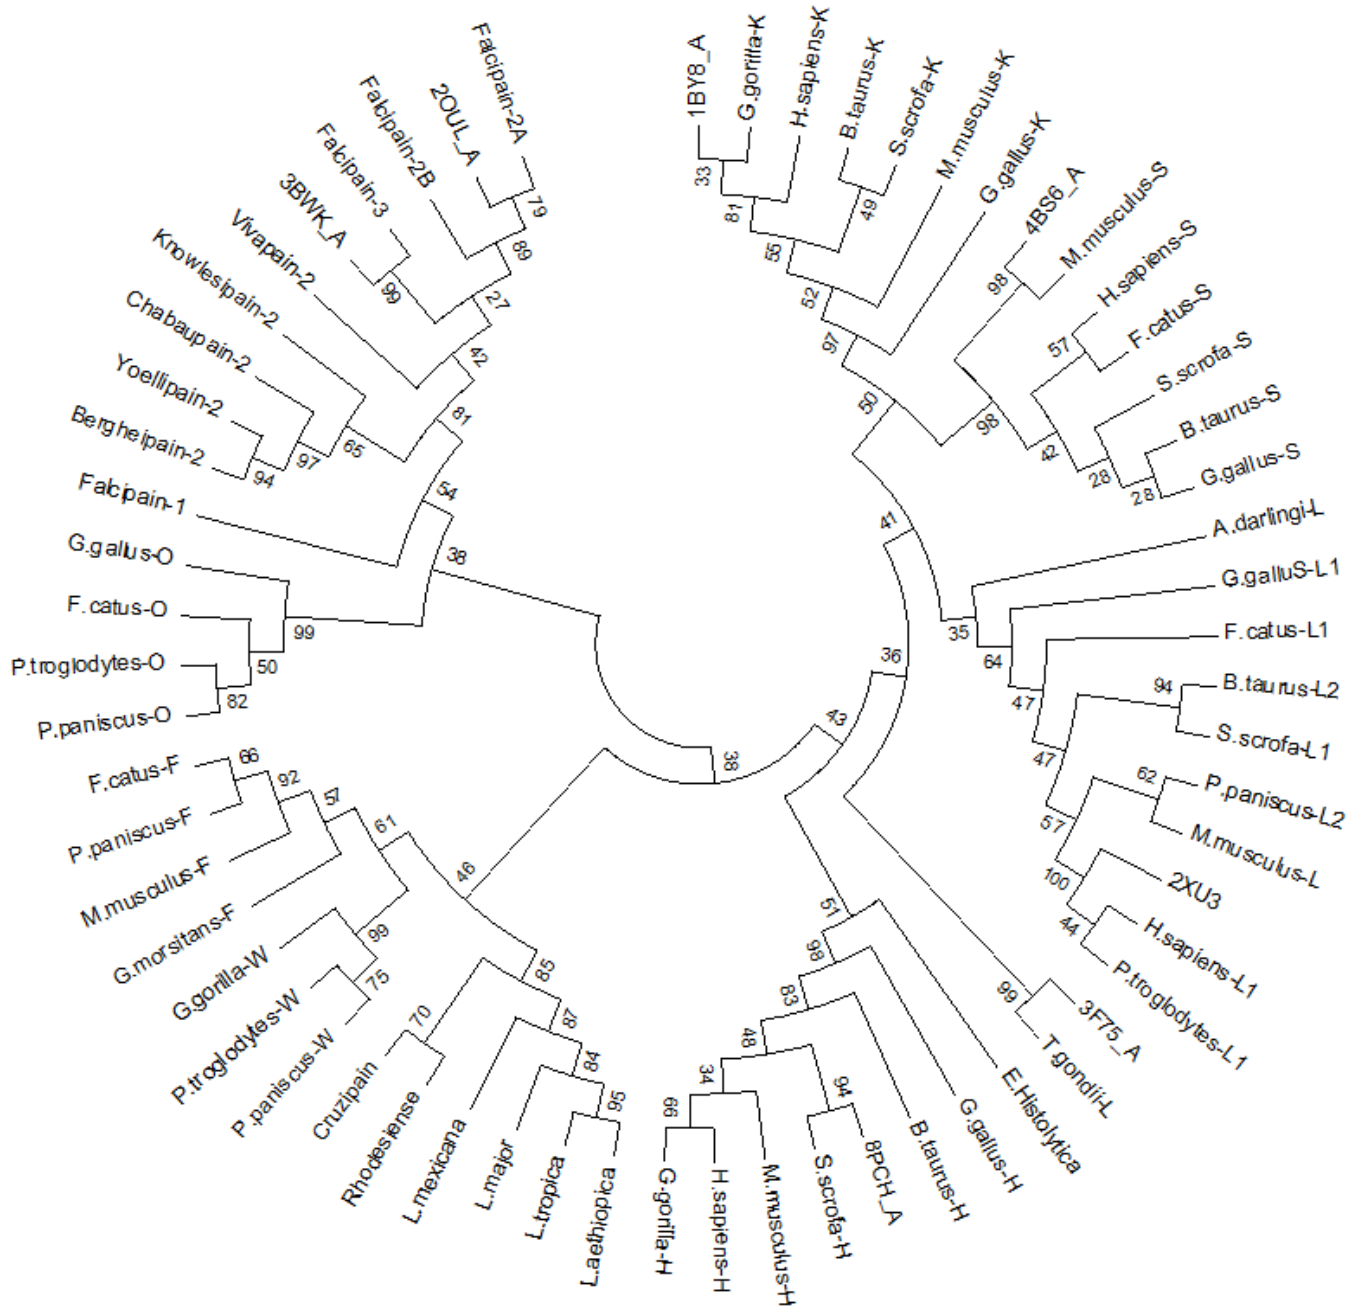 1BY8_A
G.gorilla-K
H.sapiens-K
B.taurus-K
S.scrofa-K
M.musculus-K
G.gallus-K
4BS6_A
M.musculus-S
H.sapiens-S
F.catus-S
S.scrofa-S
B.taurus-S
G.gallus-S
A.darlingi-L
G.galluS-L1
F.catus-L1
B.taurus-L2
S.scrofa-L1
P.paniscus-L2
M.musculus-L
2XU3
H.sapiens-L1
P.troglodytes-L1
3F75_A
T.gondii-L
E.Histolytica
G.gallus-H
B.taurus-H
8PCH_A
S.scrofa-H
M.musculus-H
H.sapiens-H
G.gorilla-H
L.aethiopica
L.tropica
L.major
L.mexicana
Rhodesiense
Cruzipain
P.paniscus-W
P.troglodytes-W
G.gorilla-W
G.morsitans-F
M.musculus-F
P.paniscus-F
F.catus-F
P.paniscus-O
P.troglodytes-O
F.catus-O
G.gallus-O
Falcipain-1
Bergheipain-2
Yoellipain-2
Chabaupain-2
Knowlesipain-2
Vivapain-2
3BWK_A
Falcipain-3
Falcipain-2B
2OUL_A
Falcipain-2A
33
81
55
49
52
97
50
98
98
57
42
28
28
41
35
64
47
94
47
62
57
100
44
36
99
43
51
98
83
48
94
34
66
38
46
85
87
84
95
70
61
99
75
57
92
66
38
99
50
82
54
81
65
97
94
42
27
99
89
79